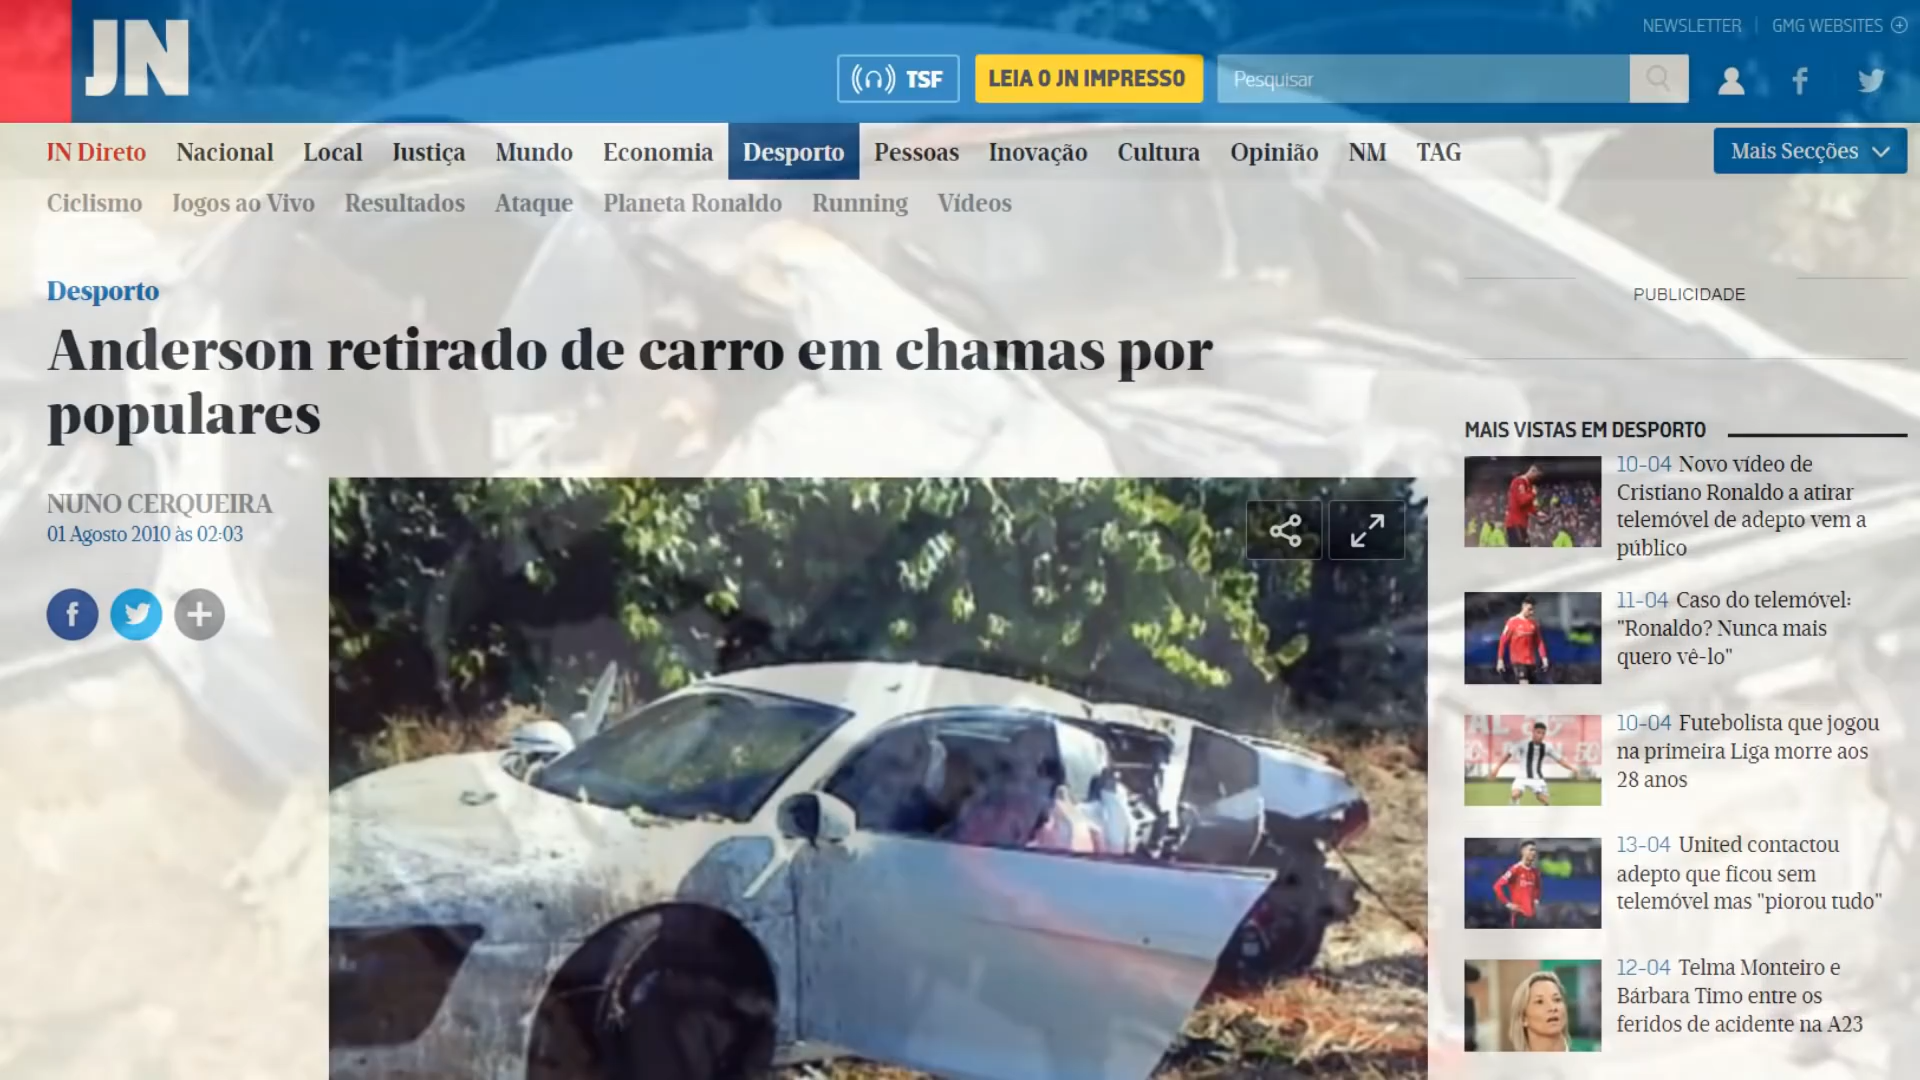 JN
NEWSLETTER
GMG WEBSITES
TSF
LEIA O JN IMPRESSO
Pesquisar
JN Direto Nacional Local Justiça Mundo Economia Desporto Pessoas Inovação Cultura Opinião NM TAG
Mais Secções
Ciclismo Jogos ao Vivo Resultados Ataque Planeta Ronaldo Running Vídeos
Desporto
Anderson retirado de carro em chamas por
populares
NUNO CERQUEIRA
01 Agosto 2010 às 02:03
PUBLICIDADE
MAIS VISTAS EM DESPORTO
10-04 Novo vídeo de
Cristiano Ronaldo a atirar
telemóvel de adepto vem a
público
11-04 Caso do telemóvel:
"Ronaldo? Nunca mais
quero vê-lo"
10-04 Futebolista que jogou
na primeira Liga morre aos
28 anos
13-04 United contactou
adepto que ficou sem
telemóvel mas "piorou tudo"
12-04 Telma Monteiro e
Bárbara Timo entre os
feridos de acidente na A23